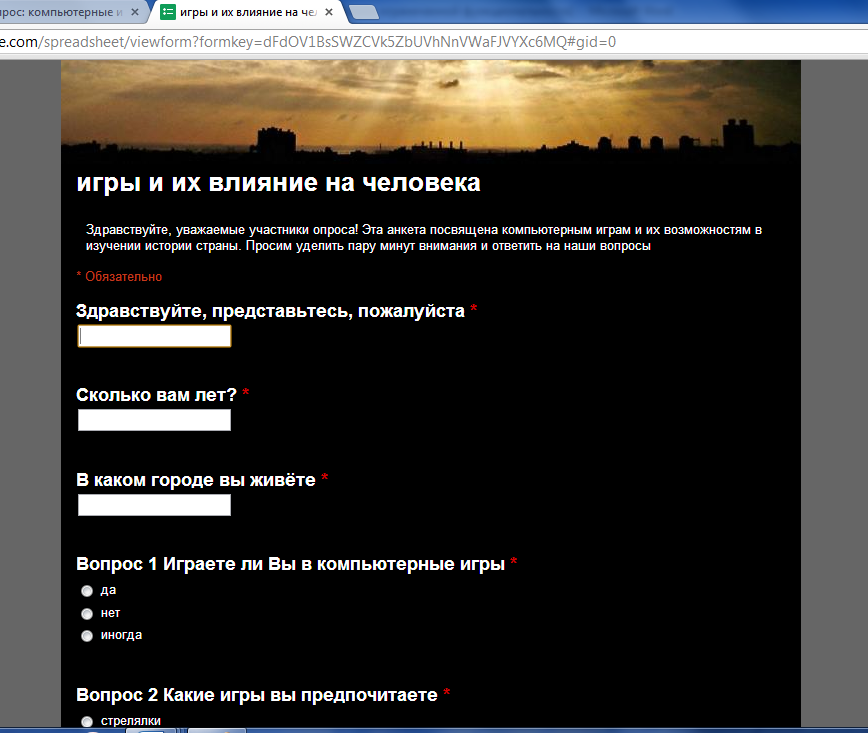 прос: компьютерные и
игры и их влияние на чел
e.com/spreadsheet/viewform?formkey=dFdOV1BsSWZCVk5ZbUVhNnVWaFJVYXc6MQ#gid=0
игры и их влияние на человека
Здравствуйте, уважаемые участники опроса! Эта анкета посвящена компьютерным играм и их возможностям в
изучении истории страны. Просим уделить пару минут внимания и ответить на наши вопросы
* Обязательно
Здравствуйте, представьтесь, пожалуйста *
Сколько вам лет? *
В каком городе вы живёте *
Вопрос 1 Играете ли Вы в компьютерные игры *
да
нет
иногда
Вопрос 2 Какие игры вы предпочитаете *
стрелялки